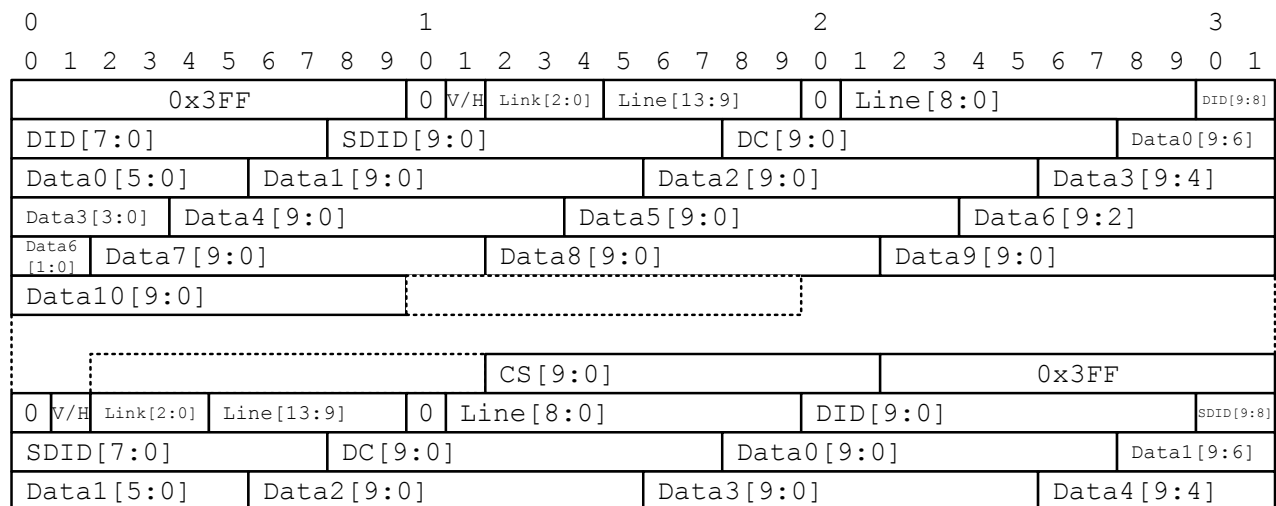 0 1 2 3
0 1 2 3 4 5 6 7 8 9 0 1 2 3 4 5 6 7 8 9 0 1 2 3 4 5 6 7 8 9 0 1
0x3FF 0 V/H Link[2:0] Line[13:9] 0 Line[8:0] DID[9:8]
DID[7:0] SDID[9:0] DC[9:0] Data0[9:6]
Data0[5:0] Data1[9:0] Data2[9:0] Data3[9:4]
Data3[3:0] Data4[9:0] Data5[9:0] Data6[9:2]
Data6
[1:0] Data7[9:0] Data8[9:0] Data9[9:0]
Data10[9:0]
CS[9:0] 0x3FF
0 V/H Link[2:0] Line[13:9] 0 Line[8:0] DID[9:0] SDID[9:8]
SDID[7:0] DC[9:0] Data0[9:0] Data1[9:6]
Data1[5:0] Data2[9:0] Data3[9:0] Data4[9:4]